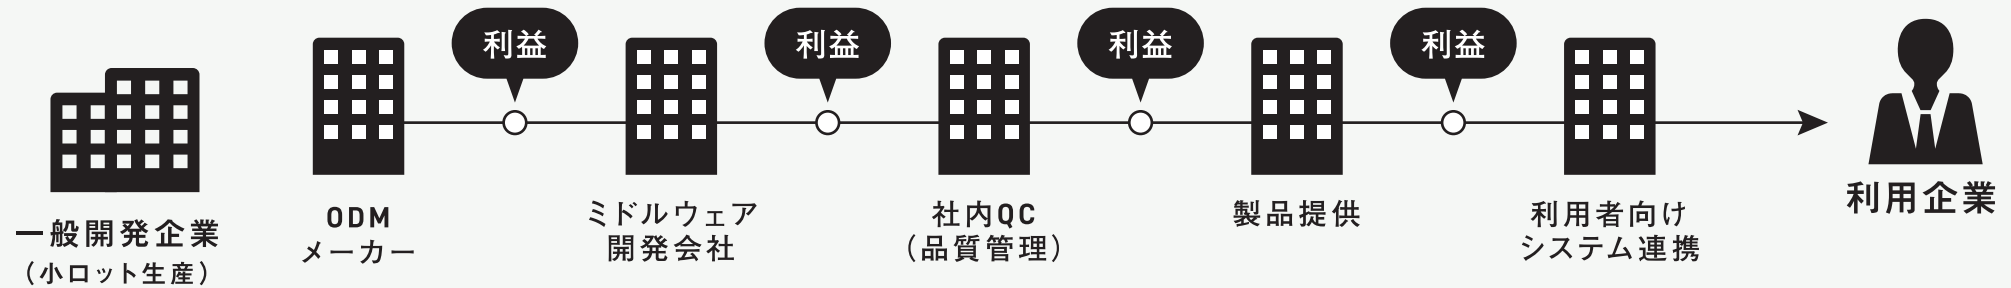 利益
利益
利益
利益
一般開発企業
（小ロット生産）
ODM
メーカー
ミドルウェア
開発会社
社内QC
（品質管理）
製品提供
利用者向け
システム連携
利用企業